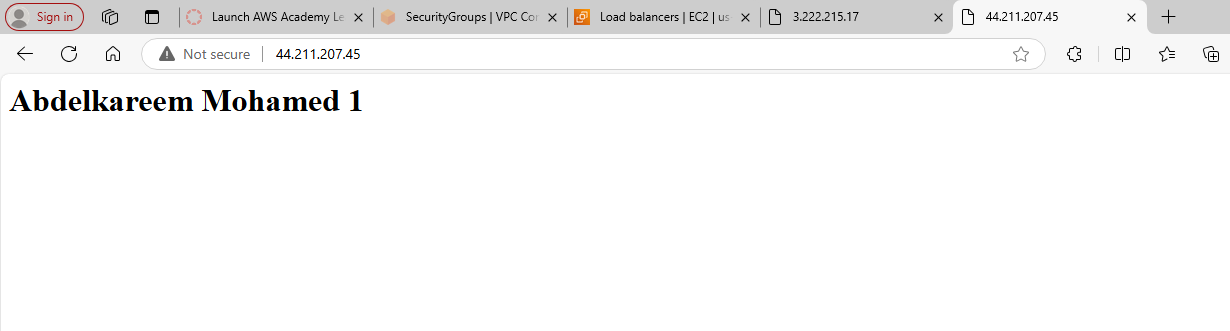 Sign in
Launch AWS Academy Le
SecurityGroups | VPC Cor
Load balancers | EC2 | us
3.222.215.17
44.211.207.45
Not secure
44.211.207.45
Abdelkareem Mohamed 1